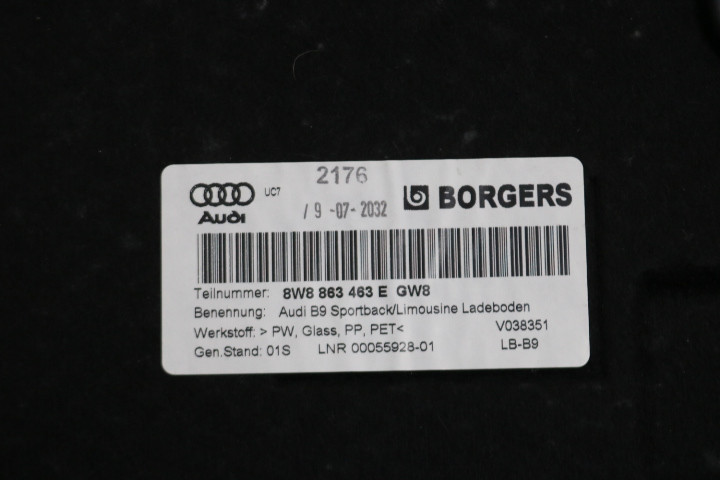 2176
Audi UC7 / 9 -07- 2032 BORGERS
Teilnummer: 8W8 863 463 E GW8
Benennung: Audi B9 Sportback/Limousine Ladeboden
Werkstoff: > PW, Glass, PP, PET< V038351
Gen.Stand: 01S LNR 00055928-01 LB-B9